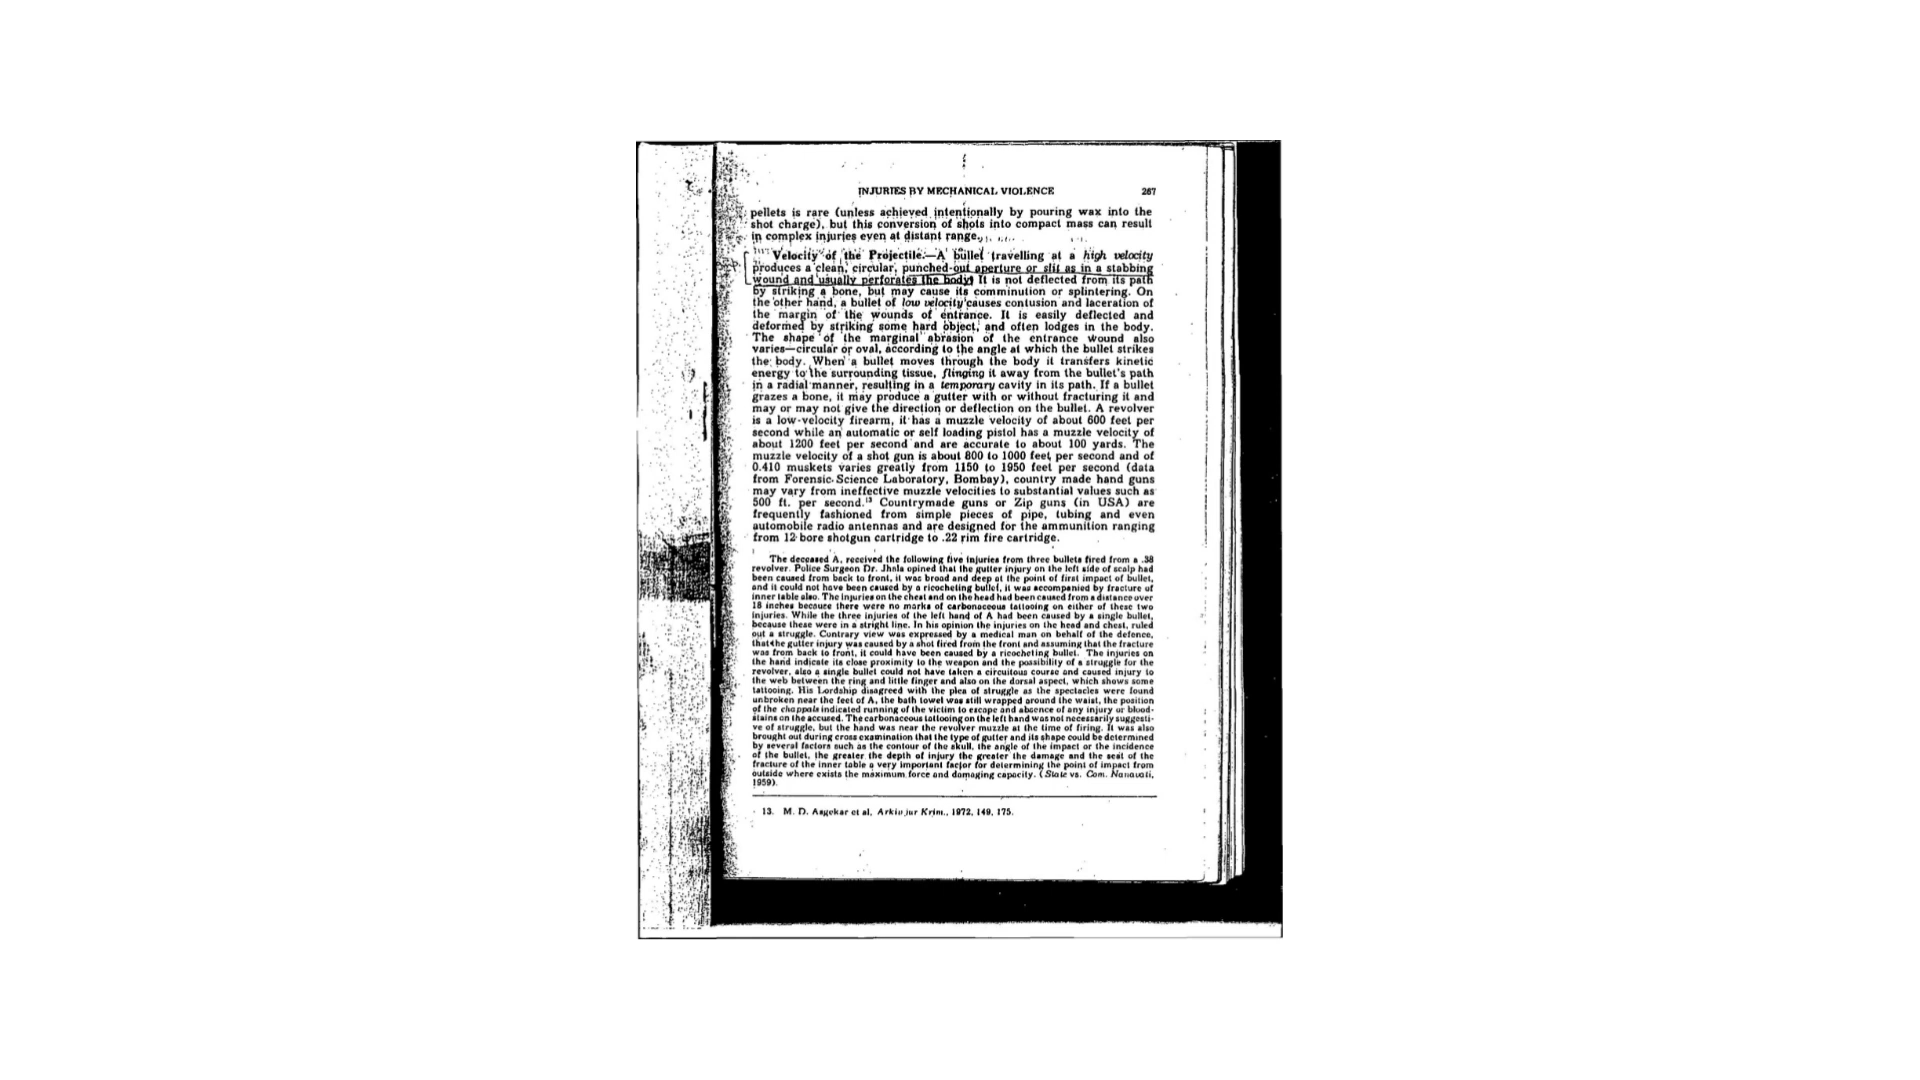 INJURIES BY MECHANICAL VIOLENCE 267
pellets is rare (unless achieved intentionally by pouring wax into the
shot charge), but this conversion of shots into compact mass can result
in complex injuries even at distant range.
Velocity of the Projectile.—A bullet travelling at a high velocity
produces a clean, circular, punched-out aperture or slit as in a stabbing
wound and usually perforates the body. It is not deflected from its path
by striking a bone, but may cause its comminution or splintering. On
the other hand, a bullet of low velocity causes contusion and laceration of
the margin of the wounds of entrance. It is easily deflected and
deformed by striking some hard object, and often lodges in the body.
The shape of the marginal abrasion of the entrance wound also
varies—circular or oval, according to the angle at which the bullet strikes
the body. When a bullet moves through the body it transfers kinetic
energy to the surrounding tissue, flinging it away from the bullet's path
in a radial manner, resulting in a temporary cavity in its path. If a bullet
grazes a bone, it may produce a gutter with or without fracturing it and
may or may not give the direction or deflection on the bullet. A revolver
is a low-velocity firearm, it has a muzzle velocity of about 600 feet per
second while an automatic or self loading pistol has a muzzle velocity of
about 1200 feet per second and are accurate to about 100 yards. The
muzzle velocity of a shot gun is about 800 to 1000 feet per second and of
0.410 muskets varies greatly from 1150 to 1950 feet per second (data
from Forensic Science Laboratory, Bombay), country made hand guns
may vary from ineffective muzzle velocities to substantial values such as
500 ft. per second.13 Countrymade guns or Zip guns (in USA) are
frequently fashioned from simple pieces of pipe, tubing and even
automobile radio antennas and are designed for the ammunition ranging
from 12 bore shotgun cartridge to .22 rim fire cartridge.
The deceased A, received the following five injuries from three bullets fired from a .38
revolver. Police Surgeon Dr. Jhala opined that the gutter injury on the left side of scalp had
been caused from back to front, it was broad and deep at the point of first impact of bullet,
and it could not have been caused by a ricocheting bullet, it was accompanied by fracture of
inner table also. The injuries on the chest and on the head had been caused from a distance over
18 inches because there were no marks of carbonaceous tattooing on either of these two
injuries. While the three injuries of the left hand of A had been caused by a single bullet,
because these were in a stright line. In his opinion the injuries on the head and chest, ruled
out a struggle. Contrary view was expressed by a medical man on behalf of the defence,
that the gutter injury was caused by a shot fired from the front and assuming that the fracture
was from back to front, it could have been caused by a ricocheting bullet. The injuries on
the hand indicate its close proximity to the weapon and the possibility of a struggle for the
revolver, also a single bullet could not have taken a circuitous course and caused injury to
the web between the ring and little finger and also on the dorsal aspect, which shows some
tattooing. His Lordship disagreed with the plea of struggle as the spectacles were found
unbroken near the feet of A, the bath towel was still wrapped around the waist, the position
of the chappals indicated running of the victim to escape and absence of any injury or blood-
stains on the accused. The carbonaceous tattooing on the left hand was not necessarily suggesti-
ve of struggle, but the hand was near the revolver muzzle at the time of firing. It was also
brought out during cross examination that the type of gutter and its shape could be determined
by several factors such as the contour of the skull, the angle of the impact or the incidence
of the bullet, the greater the depth of injury the greater the damage and the seat of the
fracture of the inner table a very important factor for determining the point of impact from
outside where exists the maximum force and damaging capacity. (State vs. Com. Nanavati,
1959).
13. M. D. et al, jur Krim., 1972, 149, 175.